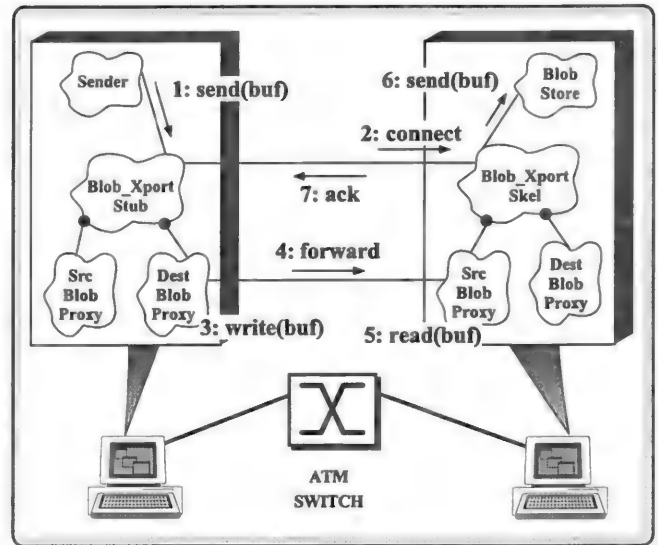 Sender
1: send(buf)
6: send(buf)
Blob
Store
2: connect
Blob_Xport
Stub
7: ack
Blob_Xport
Skel
4: forward
Src
Blob
Proxy
Dest
Blob
Proxy
Src
Blob
Proxy
Dest
Blob
Proxy
3: write(buf)
5: read(buf)
ATM
SWITCH